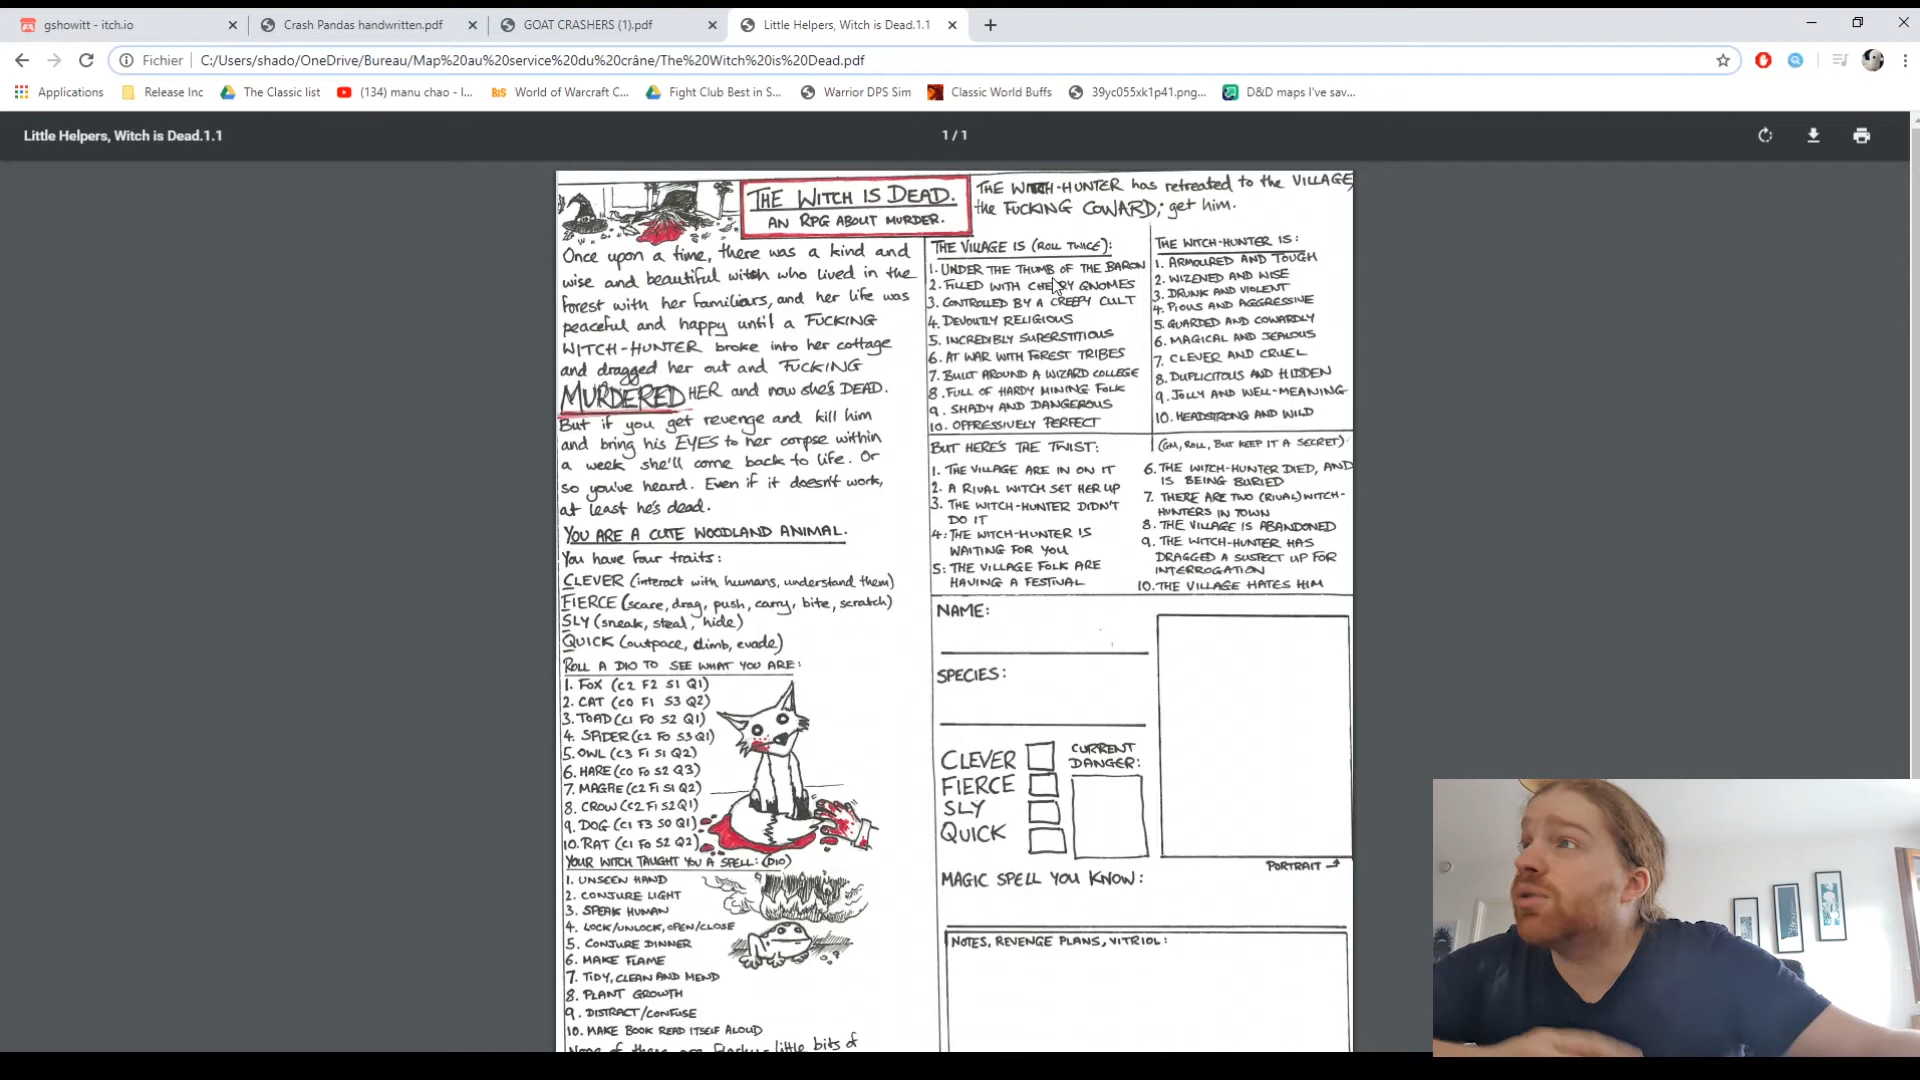 gshowitt - itch.io
Crash Pandas handwritten.pdf
GOAT CRASHERS (1).pdf
Little Helpers, Witch is Dead.1.1
Fichier
C:/Users/shado/OneDrive/Bureau/Map%20au%20service%20du%20crâne/The%20Witch%20is%20Dead.pdf
Applications
Release Inc
The Classic list
(134) manu chao - l...
BIS World of Warcraft C...
Fight Club Best in S...
Warrior DPS Sim
Classic World Buffs
39yc055xk1p41.png...
D&D maps I've sav...
Little Helpers, Witch is Dead.1.1
1 / 1
THE WITCH IS DEAD.
AN RPG ABOUT MURDER.
Once upon a time, there was a kind and
wise and beautiful witch who lived in the
forest with her familiars, and her life was
peaceful and happy until a FUCKING
WITCH-HUNTER broke into her cottage
and dragged her out and FUCKING
MURDERED HER and now she's DEAD.
But if you get revenge and kill him
and bring his EYES to her corpse within
a week she'll come back to life. Or
so you've heard. Even if it doesn't work,
at least he's dead.
YOU ARE A CUTE WOODLAND ANIMAL.
You have four traits:
CLEVER (interact with humans, understand them)
FIERCE (scare, drag, push, carry, bite, scratch)
SLY (sneak, steal, hide)
QUICK (outpace, climb, evade)
ROLL A D10 TO SEE WHAT YOU ARE:
1. FOX (C2 F2 S1 Q1)
2. CAT (C0 F1 S3 Q2)
3. TOAD (C1 F0 S2 Q1)
4. SPIDER (C2 F0 S3 Q1)
5. OWL (C3 F1 S1 Q2)
6. HARE (C0 F0 S2 Q3)
7. MAGPIE (C2 F1 S1 Q2)
8. CROW (C2 F1 S2 Q1)
9. DOG (C1 F3 S0 Q1)
10. RAT (C1 F0 S2 Q2)
YOUR WITCH TAUGHT YOU A SPELL: (D10)
1. UNSEEN HAND
2. CONJURE LIGHT
3. SPEAK HUMAN
4. LOCK/UNLOCK, OPEN/CLOSE
5. CONJURE DINNER
6. MAKE FLAME
7. TIDY, CLEAN AND MEND
8. PLANT GROWTH
9. DISTRACT/CONFUSE
10. MAKE BOOK READ ITSELF ALOUD
None of these are flashy - little bits of
THE WITCH-HUNTER has retreated to the VILLAGE,
the FUCKING COWARD; get him.
THE VILLAGE IS (ROLL TWICE):
1. UNDER THE THUMB OF THE BARON
2. FILLED WITH CHEERY GNOMES
3. CONTROLLED BY A CREEPY CULT
4. DEVOUTLY RELIGIOUS
5. INCREDIBLY SUPERSTITIOUS
6. AT WAR WITH FOREST TRIBES
7. BUILT AROUND A WIZARD COLLEGE
8. FULL OF HARDY MINING FOLK
9. SHADY AND DANGEROUS
10. OPPRESSIVELY PERFECT
THE WITCH-HUNTER IS:
1. ARMOURED AND TOUGH
2. WIZENED AND WISE
3. DRUNK AND VIOLENT
4. PIOUS AND AGGRESSIVE
5. GUARDED AND COWARDLY
6. MAGICAL AND JEALOUS
7. CLEVER AND CRUEL
8. DUPLICITOUS AND HIDDEN
9. JOLLY AND WELL-MEANING
10. HEADSTRONG AND WILD
BUT HERE'S THE TWIST:
(GM, ROLL, BUT KEEP IT A SECRET)
1. THE VILLAGE ARE IN ON IT
2. A RIVAL WITCH SET HER UP
3. THE WITCH-HUNTER DIDN'T
DO IT
4: THE WITCH-HUNTER IS
WAITING FOR YOU
5: THE VILLAGE FOLK ARE
HAVING A FESTIVAL
6. THE WITCH-HUNTER DIED, AND
IS BEING BURIED
7. THERE ARE TWO (RIVAL) WITCH-
HUNTERS IN TOWN
8. THE VILLAGE IS ABANDONED
9. THE WITCH-HUNTER HAS
DRAGGED A SUSPECT UP FOR
INTERROGATION
10. THE VILLAGE HATES HIM
NAME:
SPECIES:
CLEVER
FIERCE
SLY
QUICK
CURRENT
DANGER:
PORTRAIT
MAGIC SPELL YOU KNOW:
NOTES, REVENGE PLANS, VITRIOL: